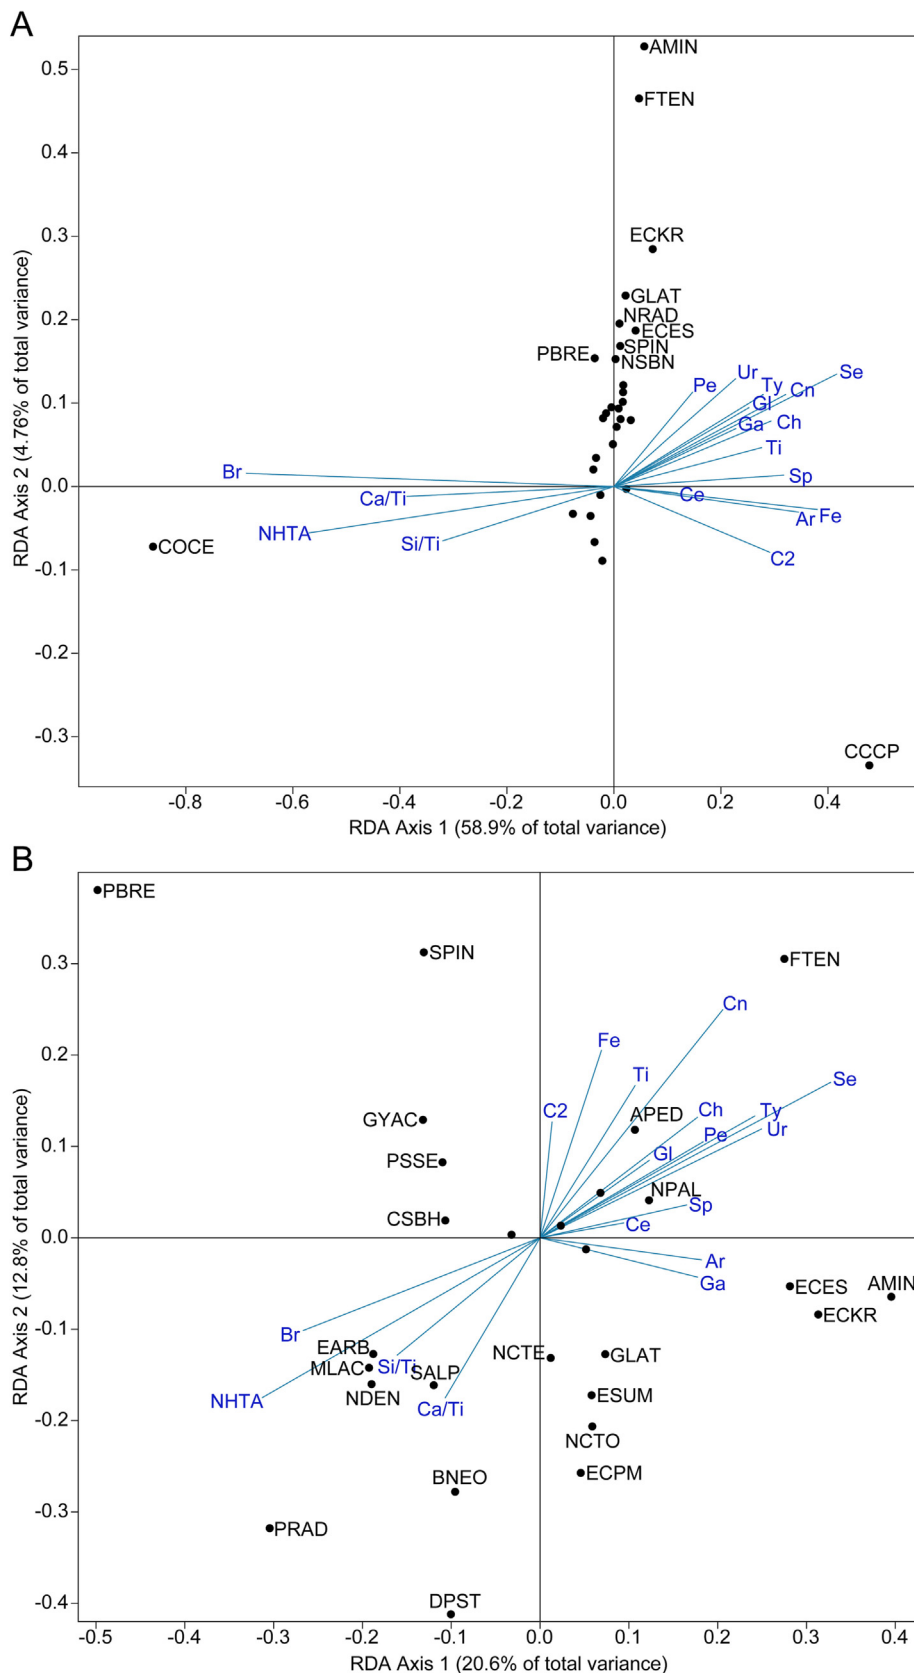 A
AMIN
0.5
FTEN
0.4
ECKR
0.3
GLAT
NRAD
0.2
ECES
SPIN
PBRE
NSBN
Se
Ur
Pe
Ty
Cn
Gl
0.1
Ga
Ch
Ti
Br
Sp
0.0
Ca/Ti
Ce
Fe
Ar
NHTA
Si/Ti
COCE
C2
-0.1
-0.2
-0.3
CCCP
RDA Axis 2 (4.76% of total variance)
-0.8 -0.6 -0.4 -0.2 0.0 0.2 0.4
RDA Axis 1 (58.9% of total variance)
B
PBRE
SPIN
FTEN
0.3
Cn
Fe
0.2
Ti
Se
C2
Ch
Ty
APED
GYAC
Pe
Ur
0.1
PSSE
Gl
NPAL
CSBH
Sp
Ce
0.0
Ar
Ga
ECES
AMIN
ECKR
Br
-0.1
EARB
NCTE
GLAT
MLAC
Si/Ti
SALP
NDEN
ESUM
NHTA
Ca/Ti
-0.2
NCTO
BNEO
ECPM
-0.3
PRAD
DPST
-0.4
RDA Axis 2 (12.8% of total variance)
-0.5 -0.4 -0.3 -0.2 -0.1 0.0 0.1 0.2 0.3 0.4
RDA Axis 1 (20.6% of total variance)